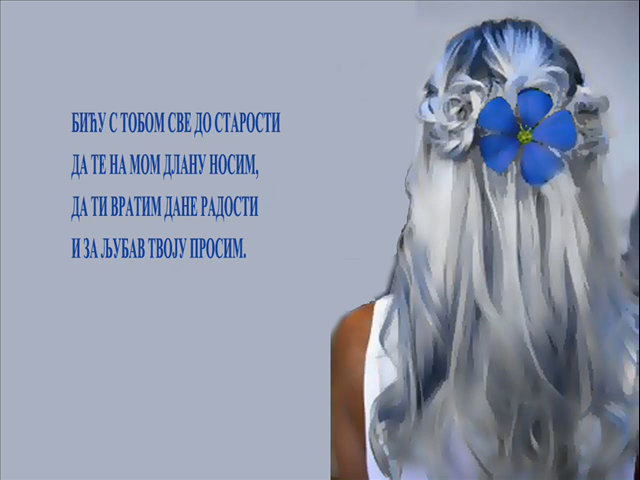 БИЋУ С ТОБОМ СВЕ ДО СТАРОСТИ
ДА ТЕ НА МОМ ДЛАНУ НОСИМ,
ДА ТИ ВРАТИМ ДАНЕ РАДОСТИ
И ЗА ЉУБАВ ТВОЈУ ПРОСИМ.